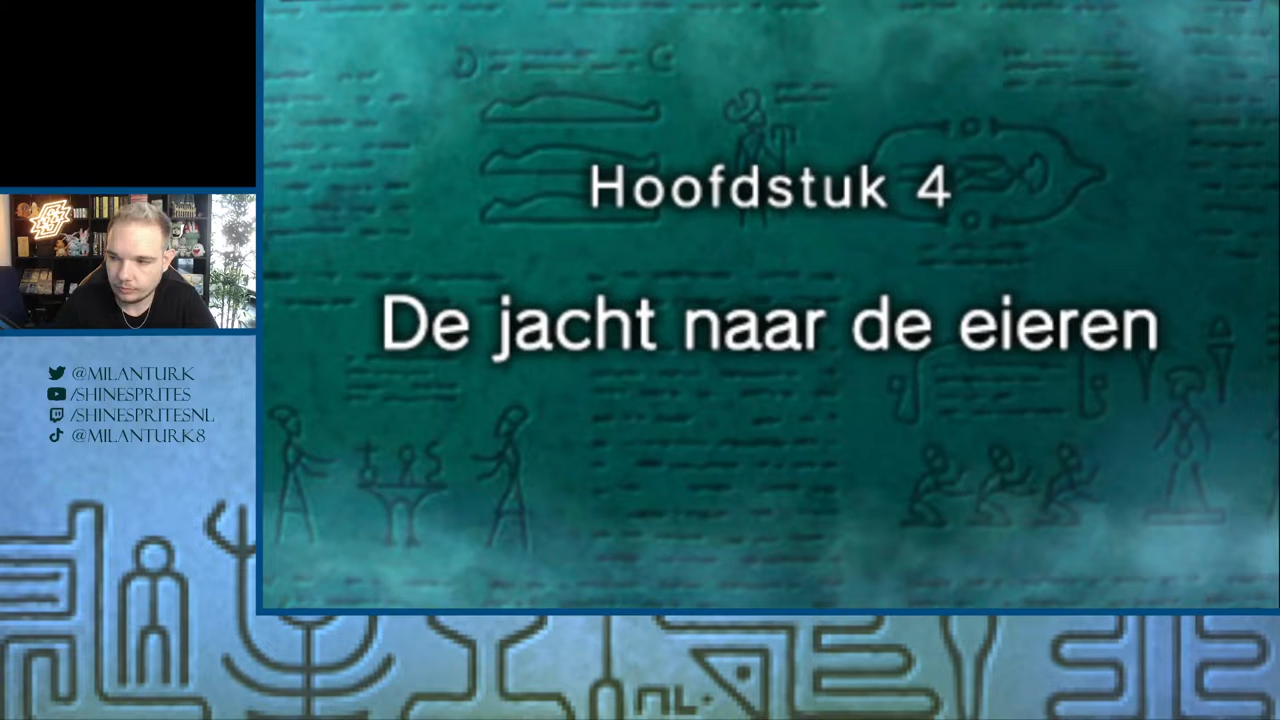 Hoofdstuk 4
De jacht naar de eieren
@MILANTURK
/SHINESPRITES
/SHINESPRITESNL
@MILANTURK8